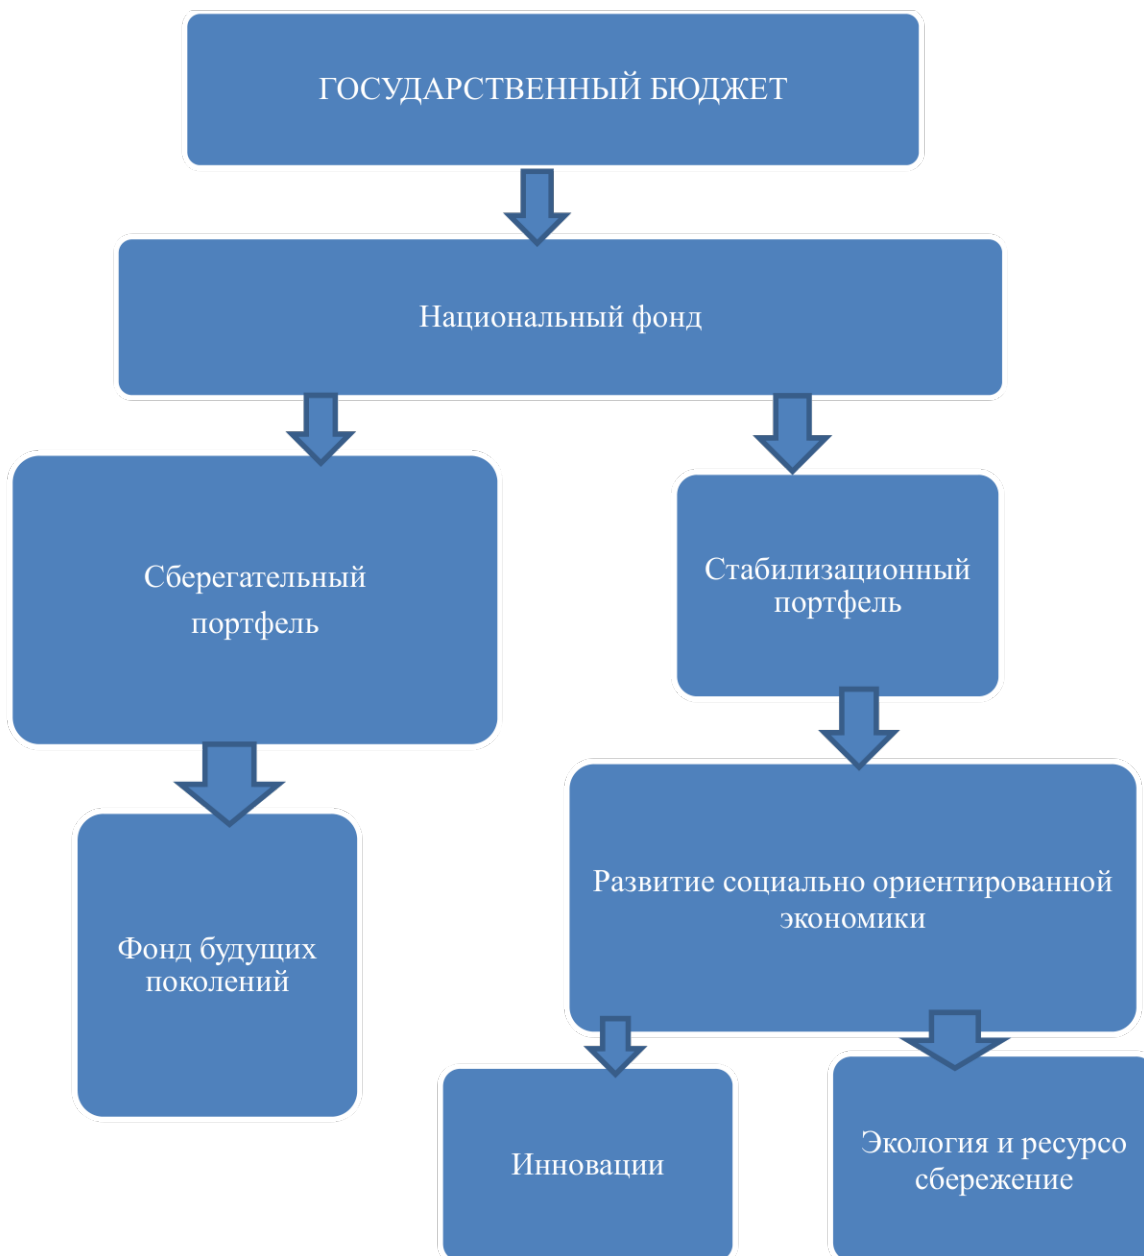 ГОСУДАРСТВЕННЫЙ БЮДЖЕТ
Национальный фонд
Сберегательный
портфель
Стабилизационный
портфель
Развитие социально ориентированной
экономики
Фонд будущих
поколений
Инновации
Экология и ресурсо
сбережение